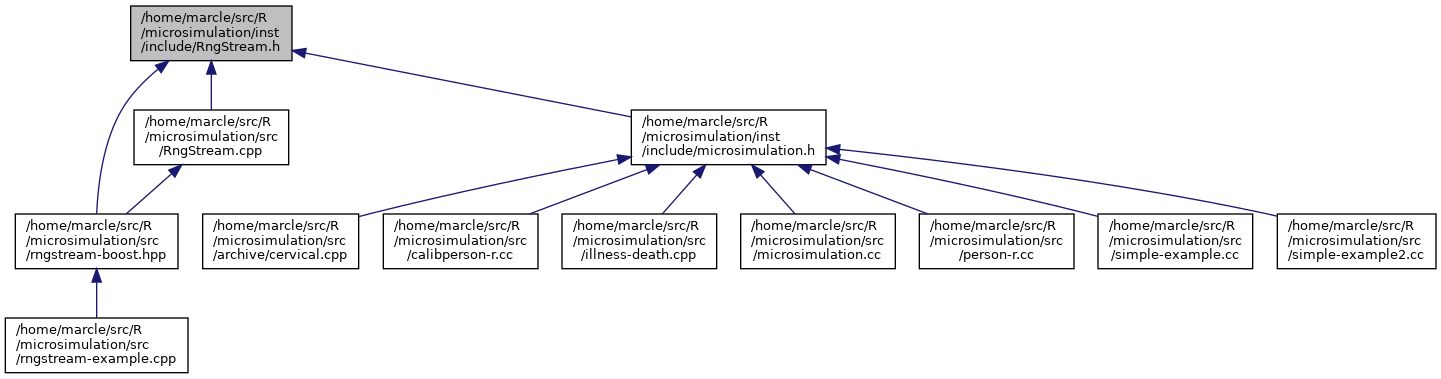 /home/marcle/src/R
/microsimulation/inst
/include/RngStream.h
/home/marcle/src/R
/microsimulation/src
/RngStream.cpp
/home/marcle/src/R
/microsimulation/inst
/include/microsimulation.h
/home/marcle/src/R
/microsimulation/src
/rngstream-boost.hpp
/home/marcle/src/R
/microsimulation/src
/archive/cervical.cpp
/home/marcle/src/R
/microsimulation/src
/calibperson-r.cc
/home/marcle/src/R
/microsimulation/src
/illness-death.cpp
/home/marcle/src/R
/microsimulation/src
/microsimulation.cc
/home/marcle/src/R
/microsimulation/src
/person-r.cc
/home/marcle/src/R
/microsimulation/src
/simple-example.cc
/home/marcle/src/R
/microsimulation/src
/simple-example2.cc
/home/marcle/src/R
/microsimulation/src
/rngstream-example.cpp